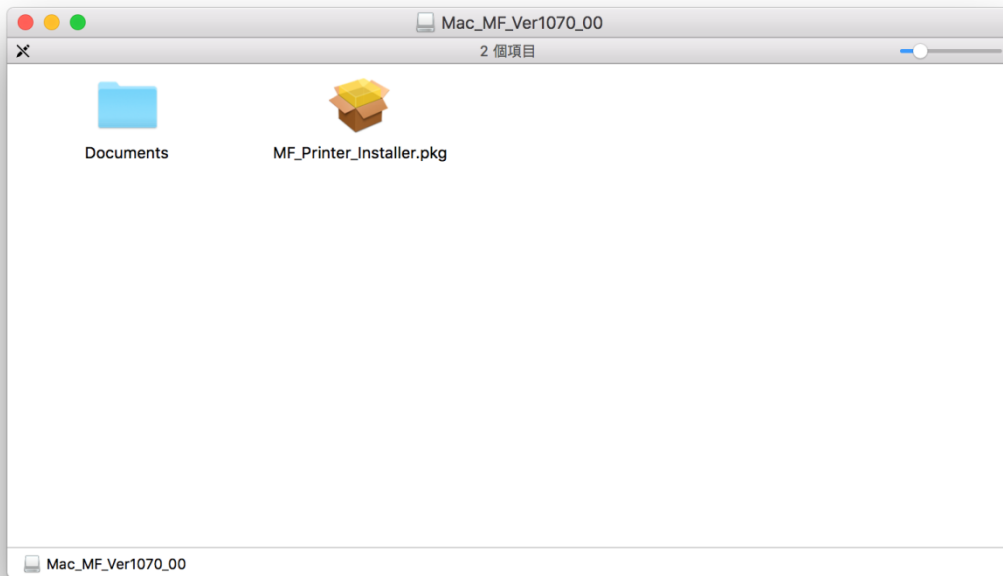 Mac_MF_Ver1070_00
2 個項目
Documents
MF_Printer_Installer.pkg
Mac_MF_Ver1070_00